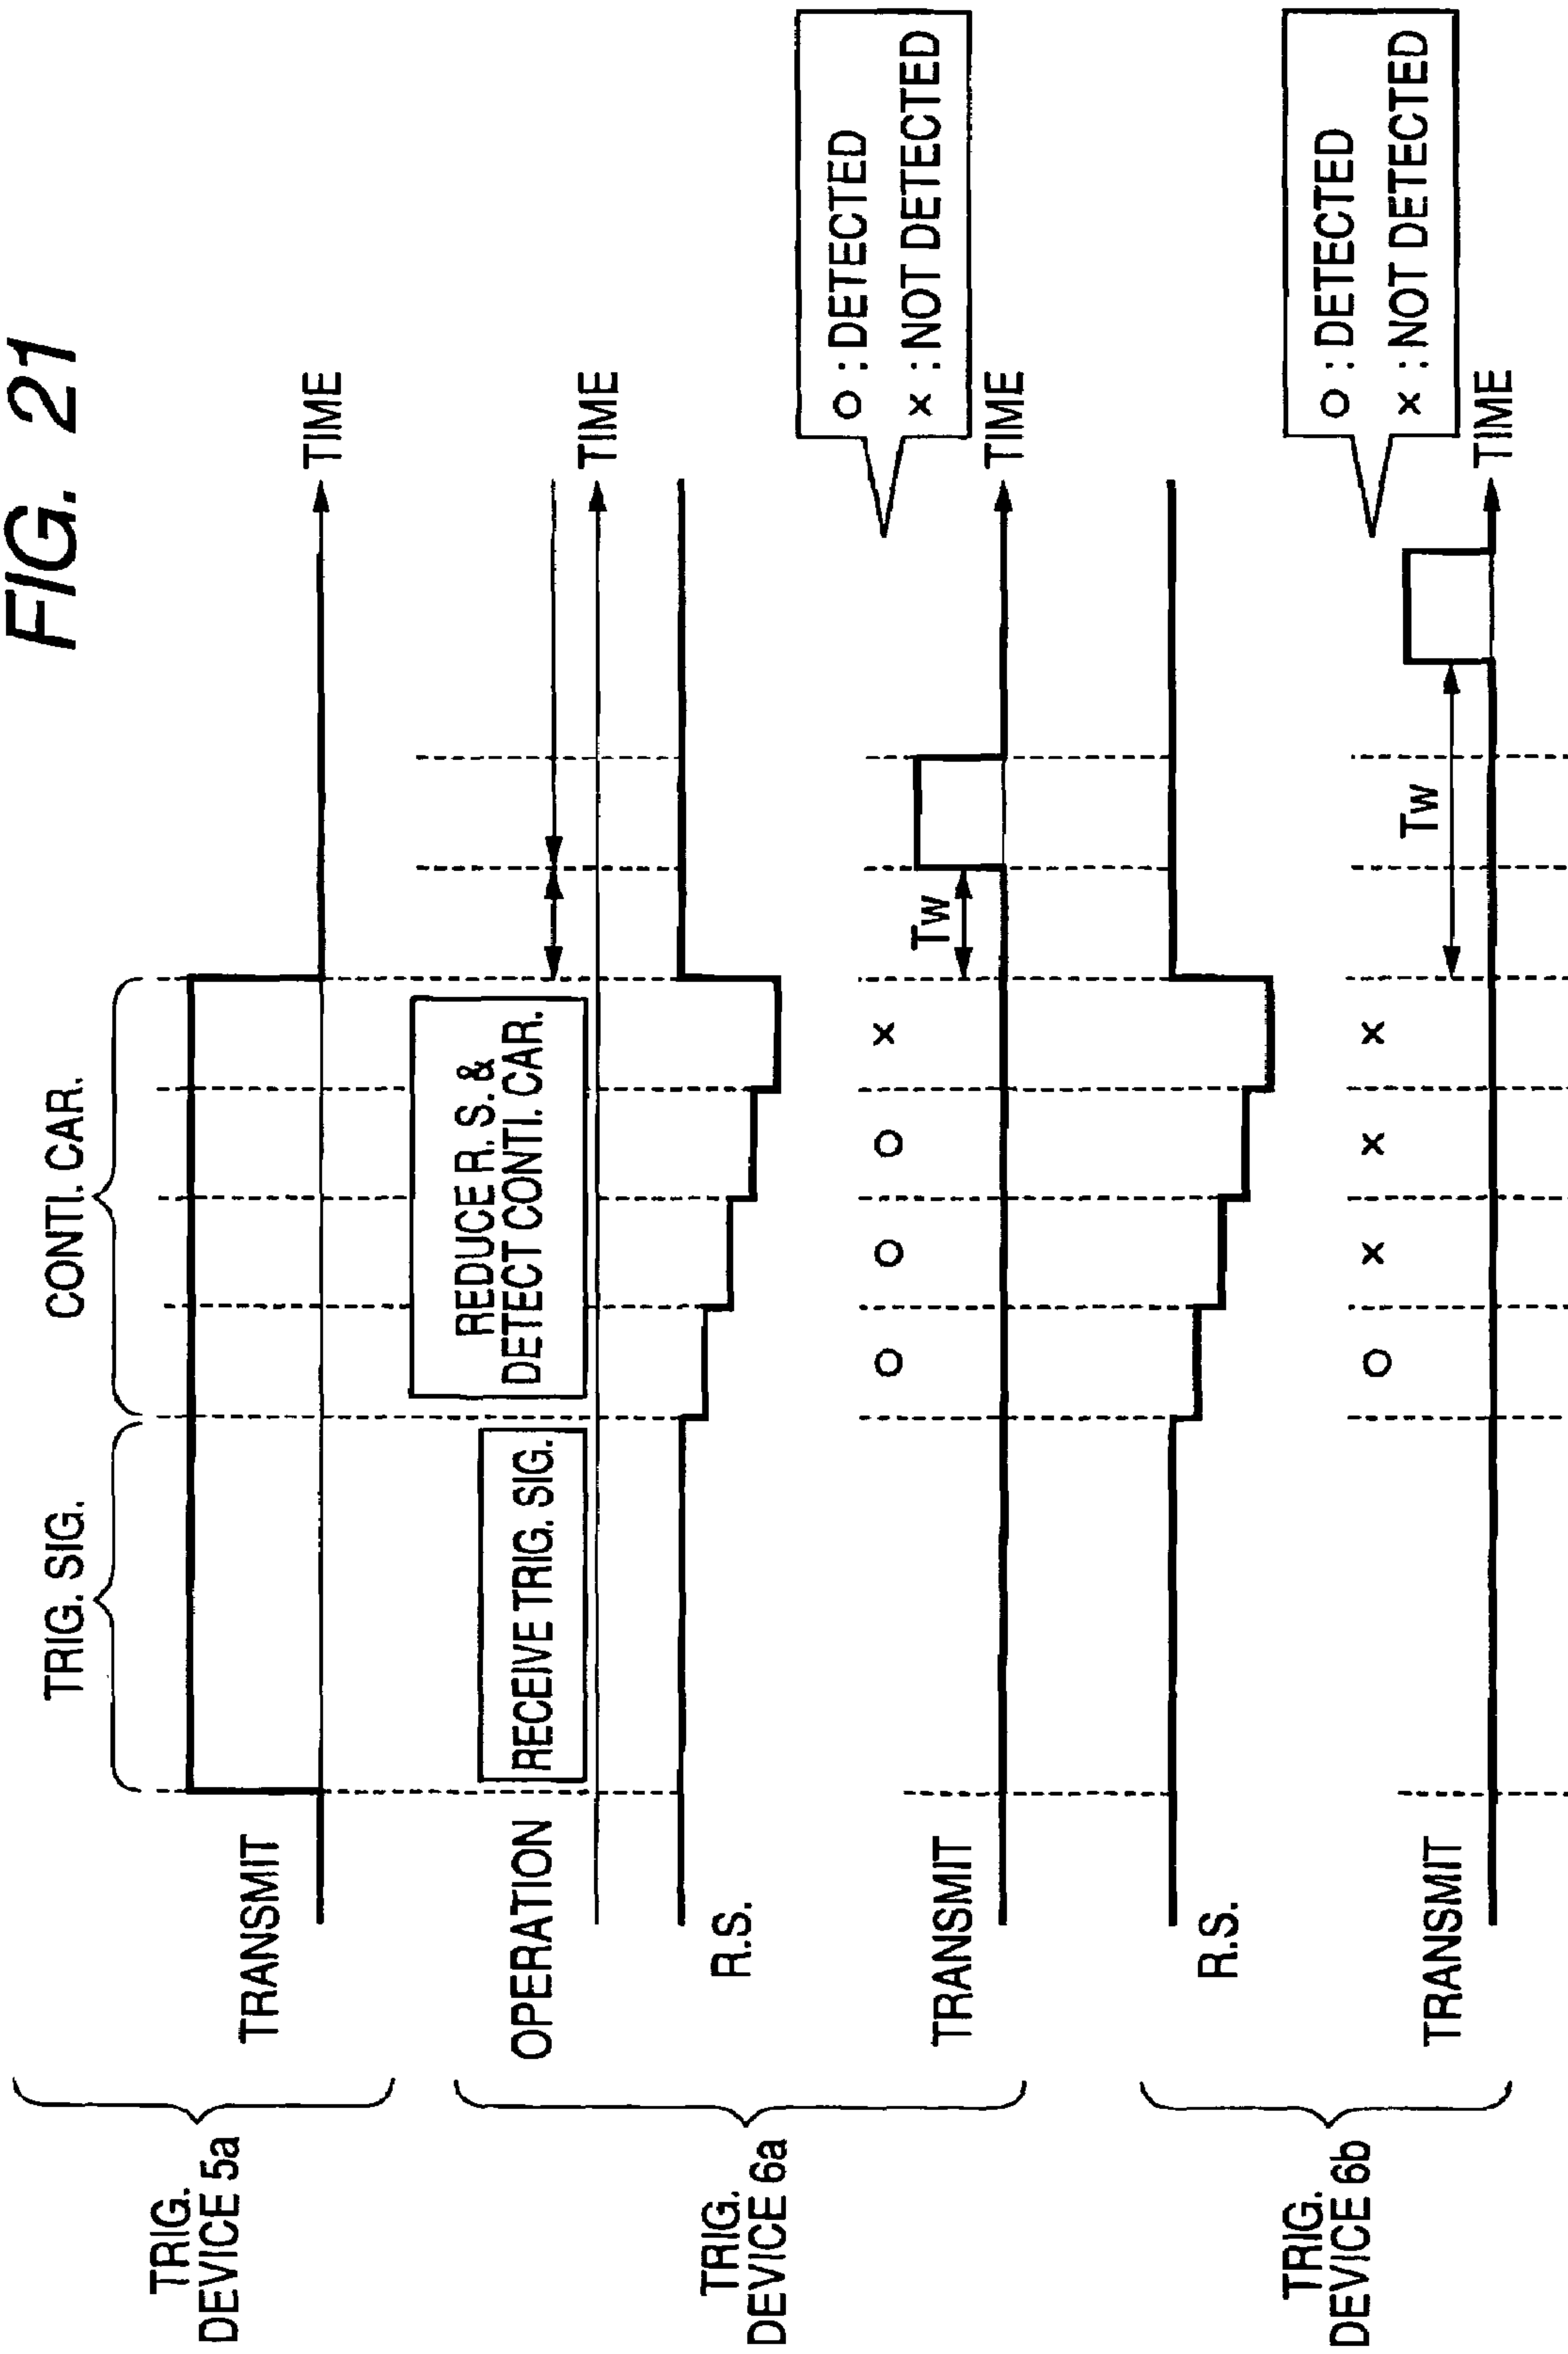 FIG. 21
TRIG. SIG.
CONTI. CAR.
TRIG.
DEVICE 5a
TRANSMIT
TIME
TRIG.
DEVICE 6a
OPERATION
RECEIVE TRIG. SIG.
REDUCE R. S. &
DETECT CONTI. CAR.
TIME
R.S.
O O O x
O : DETECTED
x : NOT DETECTED
TRANSMIT
Tw
TIME
TRIG.
DEVICE 6b
R.S.
O x x x
O : DETECTED
x : NOT DETECTED
TRANSMIT
Tw
TIME